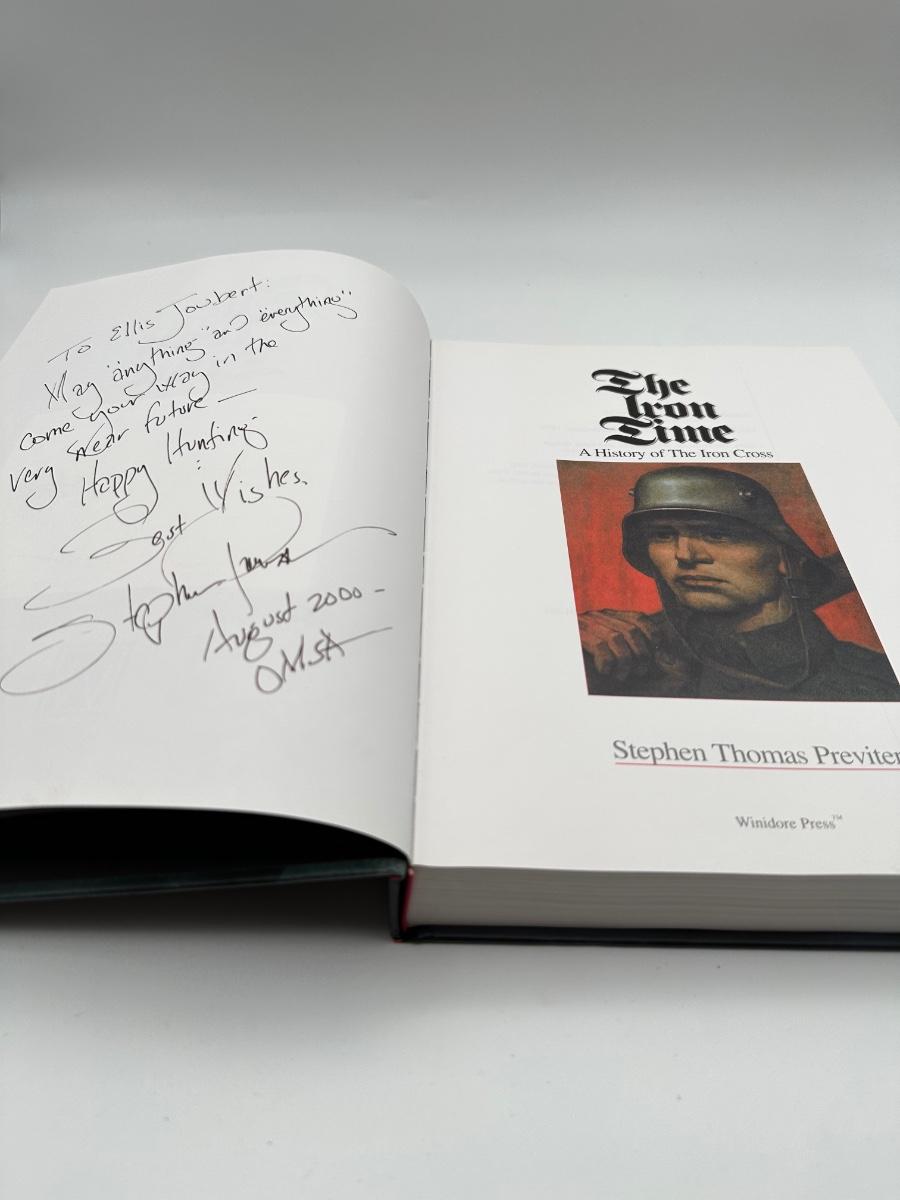 To Ellis Joubert:
May "anything" and "everything"
come your way in the
very near future —
Happy Hunting.
Best Wishes.
Stephen
August 2000 -
OMSA
The
Iron
Time
A History of The Iron Cross
Stephen Thomas Previter
Winidore Press™